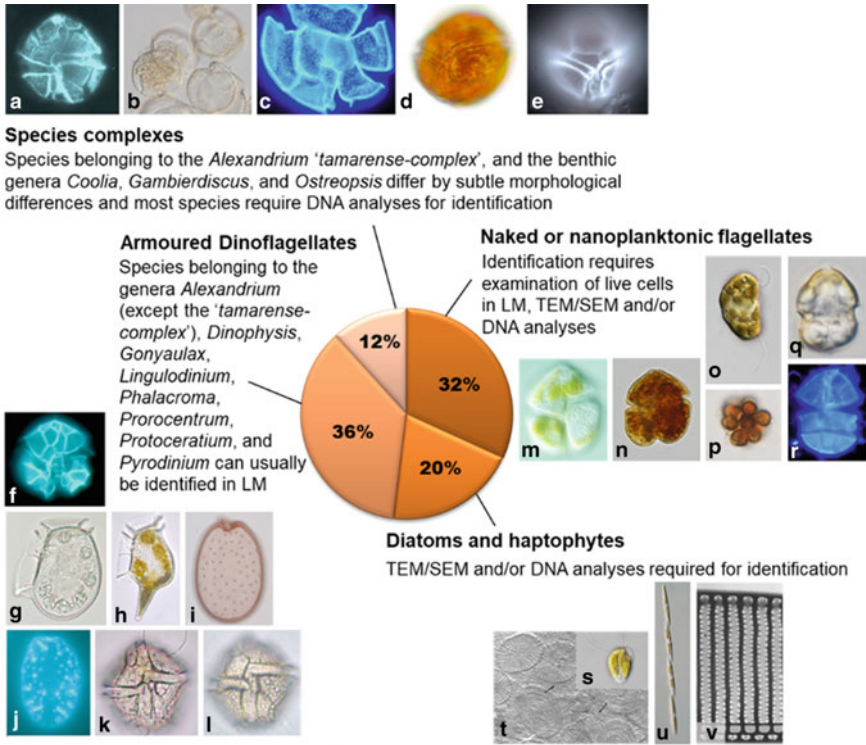 a
b
c
d
e
Species complexes
Species belonging to the Alexandrium ‘tamarense-complex’, and the benthic
genera Coolia, Gambierdiscus, and Ostreopsis differ by subtle morphological
differences and most species require DNA analyses for identification
Armoured Dinoflagellates
Species belonging to the
genera Alexandrium
(except the ‘tamarense-
complex’), Dinophysis,
Gonyaulax,
Lingulodinium,
Phalacroma,
Prorocentrum,
Protoceratium, and
Pyrodinium can usually
be identified in LM
Naked or nanoplanktonic flagellates
Identification requires
examination of live cells
in LM, TEM/SEM and/or
DNA analyses
12%
32%
36%
20%
o
q
m
n
p
r
f
g
h
i
j
k
l
Diatoms and haptophytes
TEM/SEM and/or DNA analyses required for identification
s
t
u
v